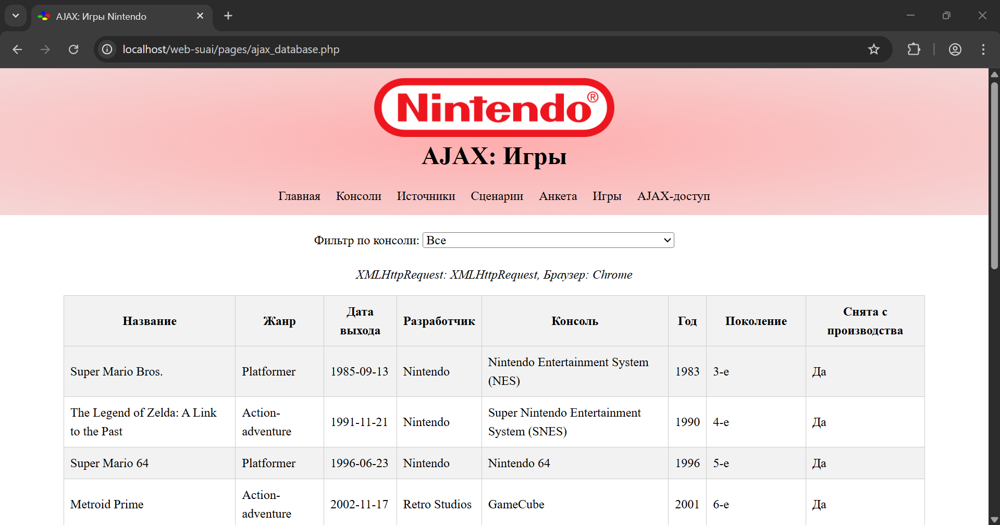 AJAX: Игры Nintendo
localhost/web-suai/pages/ajax_database.php
Nintendo®
AJAX: Игры
Главная Консоли Источники Сценарии Анкета Игры AJAX-доступ
Фильтр по консоли: Все
XMLHttpRequest: XMLHttpRequest, Браузер: Chrome
Название Жанр Дата выхода Разработчик Консоль Год Поколение Снята с производства
Super Mario Bros. Platformer 1985-09-13 Nintendo Nintendo Entertainment System (NES) 1983 3-е Да
The Legend of Zelda: A Link to the Past Action-adventure 1991-11-21 Nintendo Super Nintendo Entertainment System (SNES) 1990 4-е Да
Super Mario 64 Platformer 1996-06-23 Nintendo Nintendo 64 1996 5-е Да
Metroid Prime Action-adventure 2002-11-17 Retro Studios GameCube 2001 6-е Да